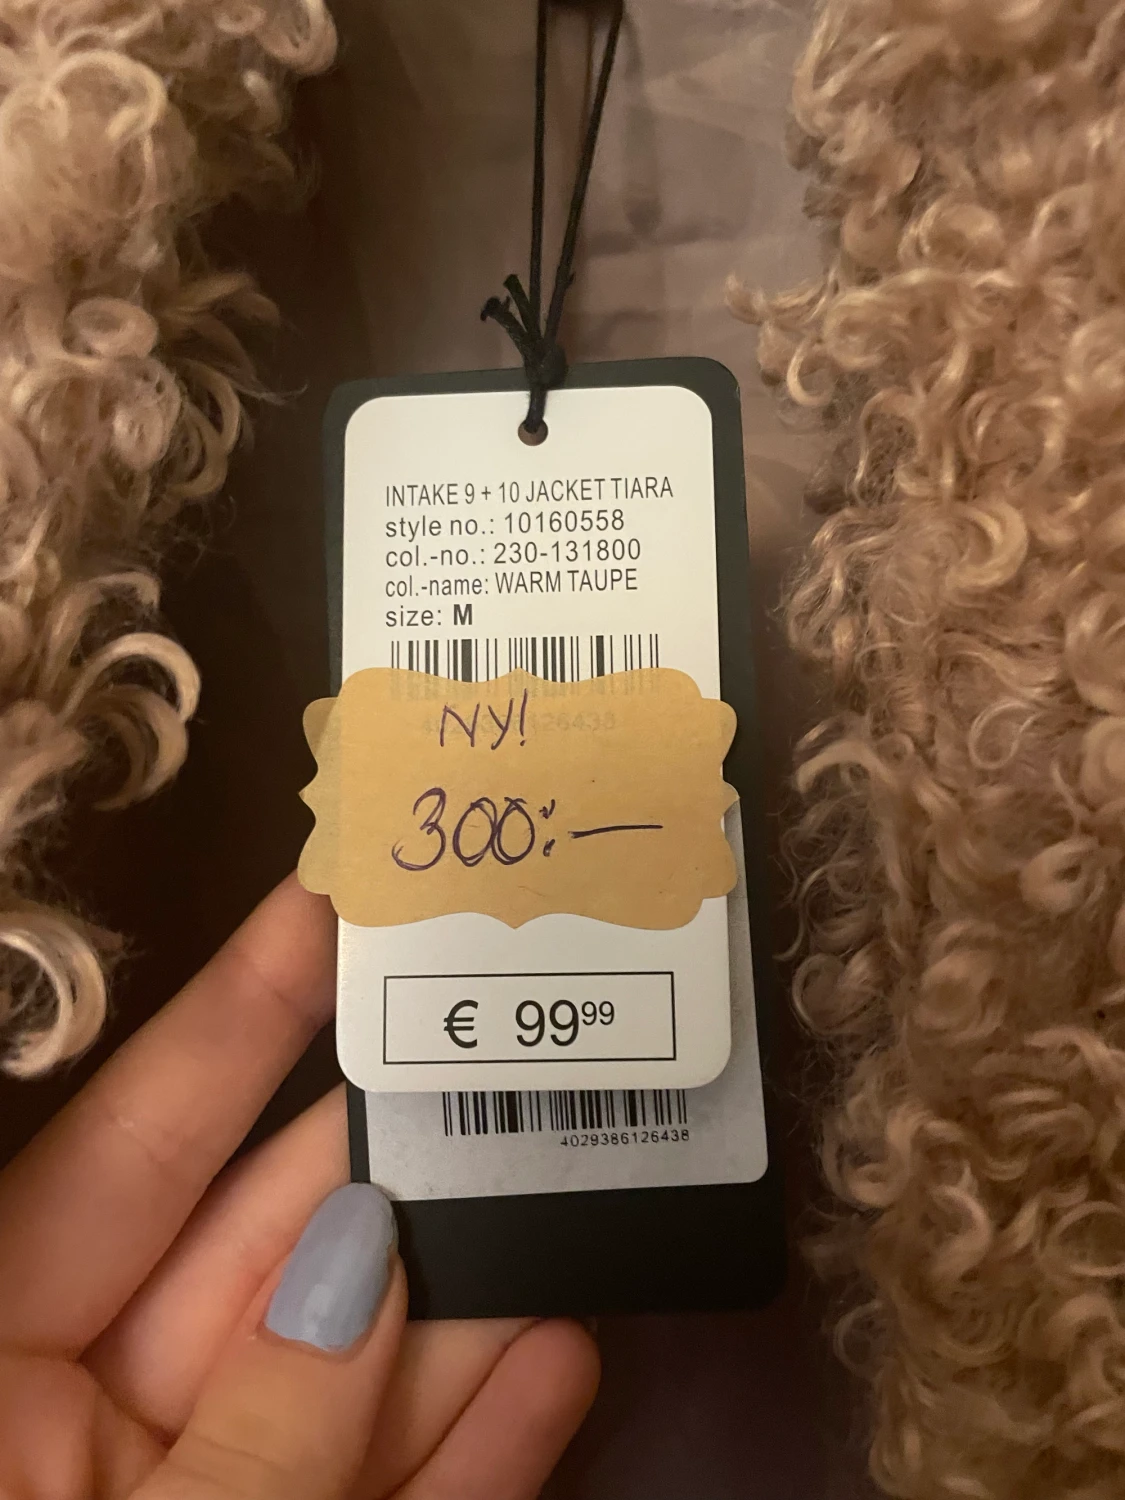 INTAKE 9 + 10 JACKET TIARA
style no.: 10160558
col.-no.: 230-131800
col.-name: WARM TAUPE
size: M
4029386126438
NY!
300:—
€ 99⁹⁹
4029386126438